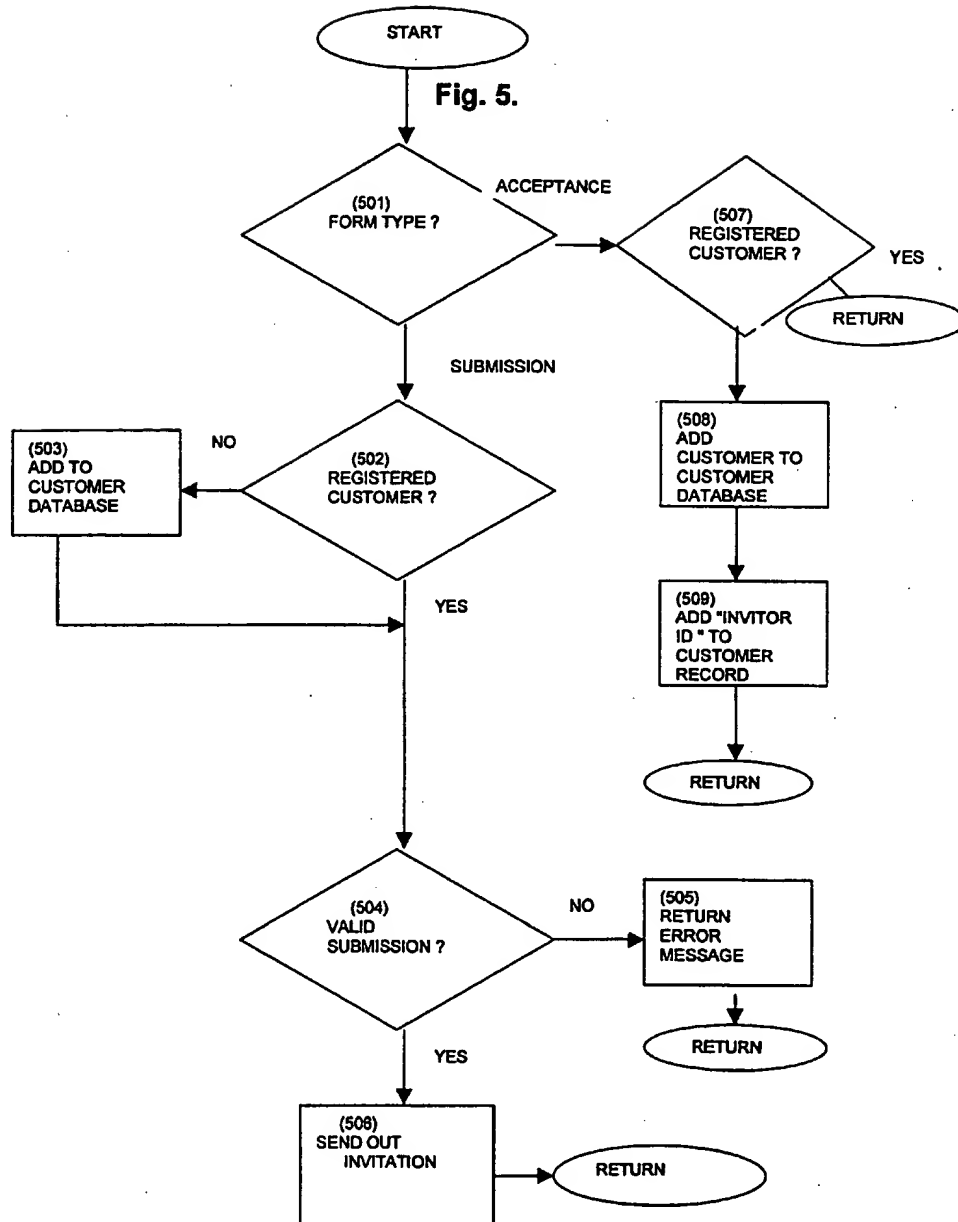 START
Fig. 5.
(501)
FORM TYPE ?
ACCEPTANCE
(507)
REGISTERED
CUSTOMER ?
YES
RETURN
SUBMISSION
(508)
ADD
CUSTOMER TO
CUSTOMER
DATABASE
NO
(503)
ADD TO
CUSTOMER
DATABASE
(502)
REGISTERED
CUSTOMER ?
YES
(509)
ADD "INVITOR
ID " TO
CUSTOMER
RECORD
RETURN
(504)
VALID
SUBMISSION ?
NO
(505)
RETURN
ERROR
MESSAGE
RETURN
YES
(506)
SEND OUT
INVITATION
RETURN